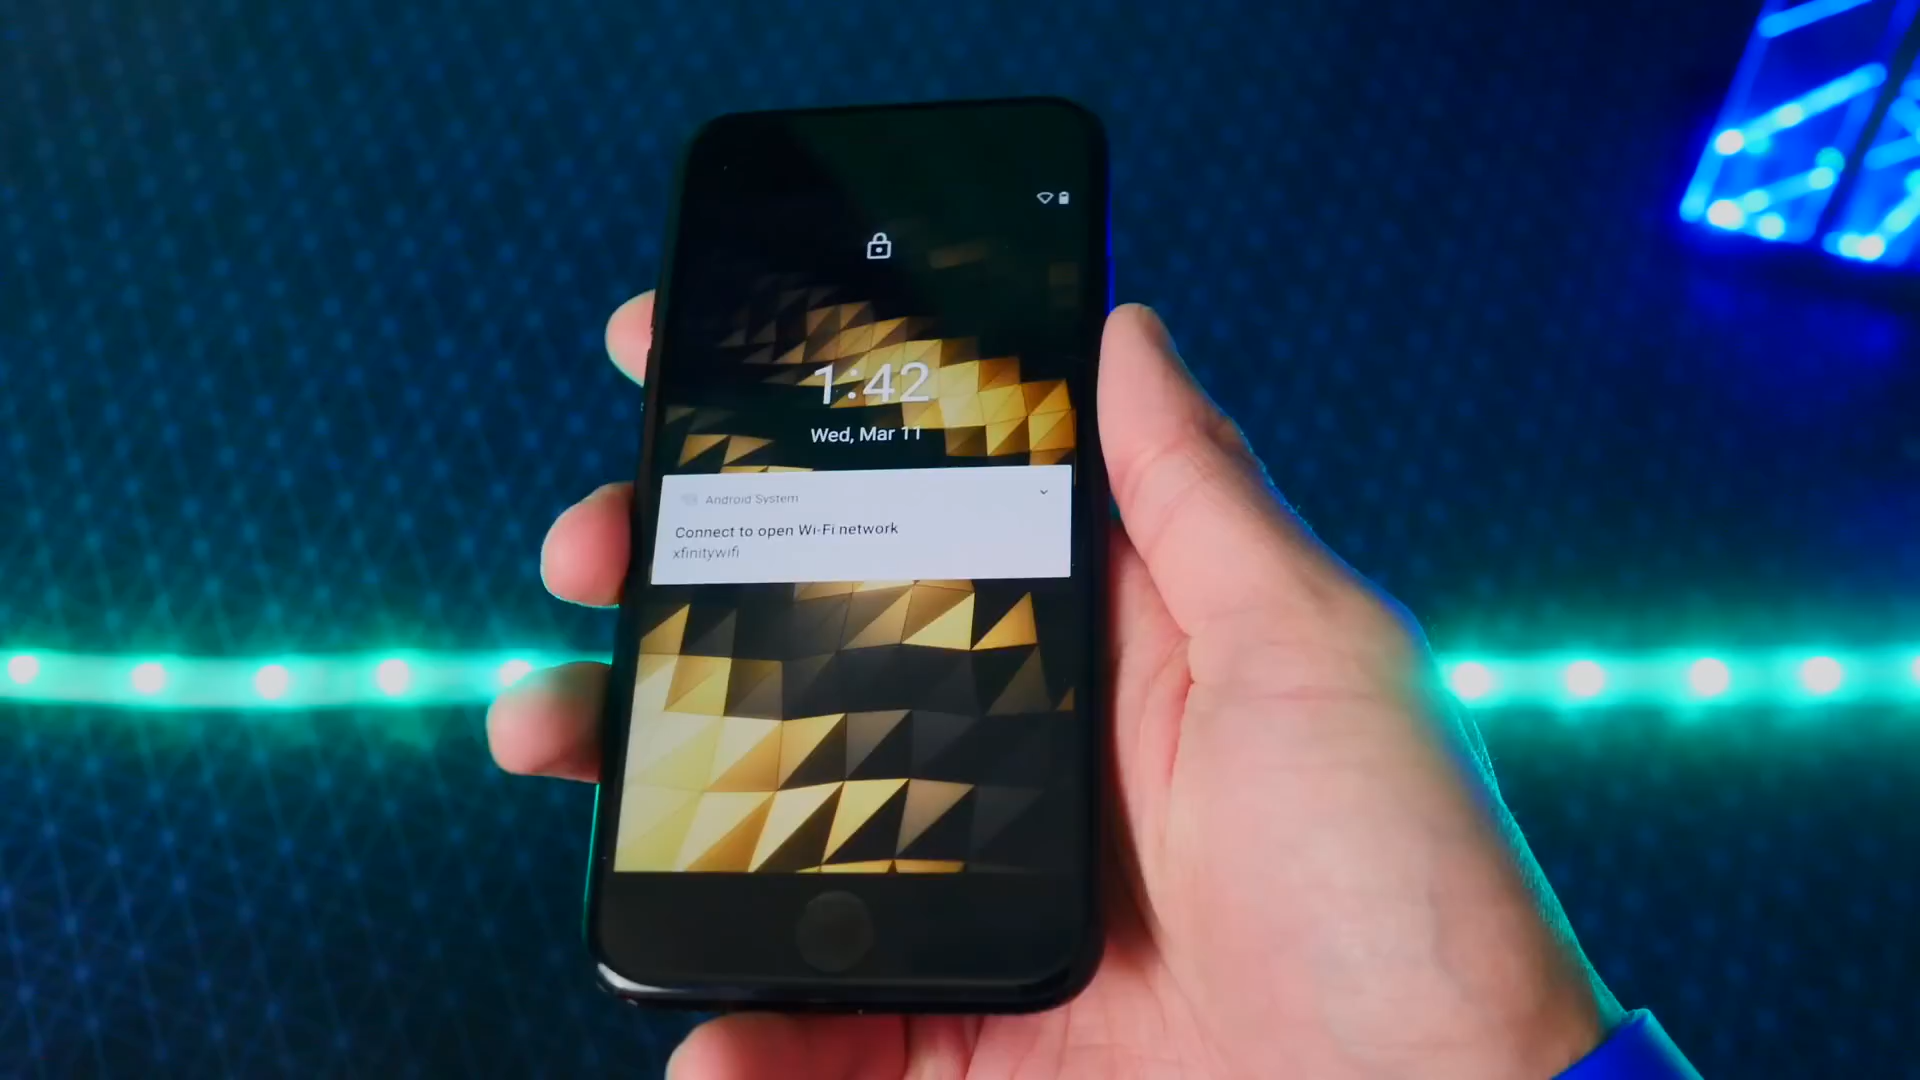 1:42
Wed, Mar 11
Android System
Connect to open Wi-Fi network
xfinitywifi